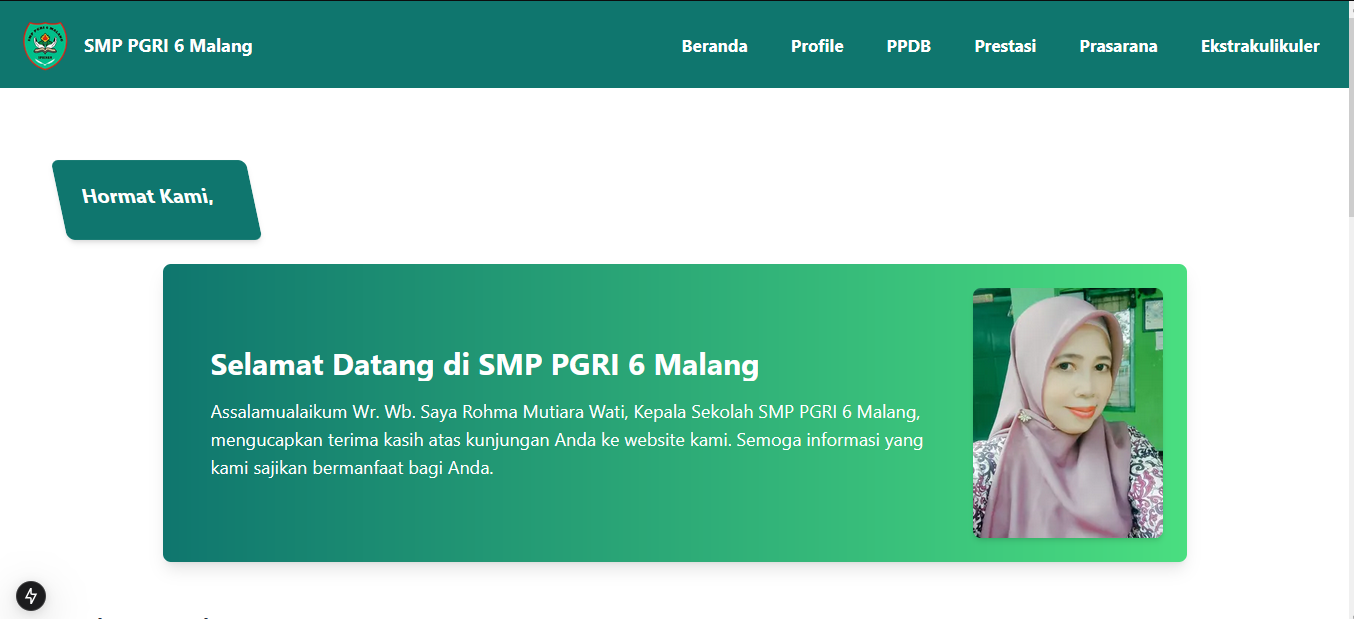 SMP PGRI 6 Malang
Beranda
Profile
PPDB
Prestasi
Prasarana
Ekstrakulikuler
Hormat Kami,
Selamat Datang di SMP PGRI 6 Malang
Assalamualaikum Wr. Wb. Saya Rohma Mutiara Wati, Kepala Sekolah SMP PGRI 6 Malang,
mengucapkan terima kasih atas kunjungan Anda ke website kami. Semoga informasi yang
kami sajikan bermanfaat bagi Anda.